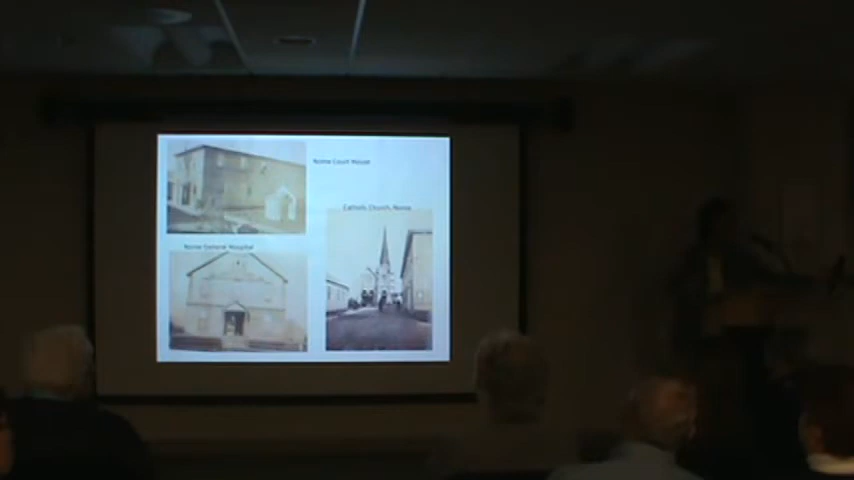 Nome Court House
Catholic Church, Nome
Nome General Hospital